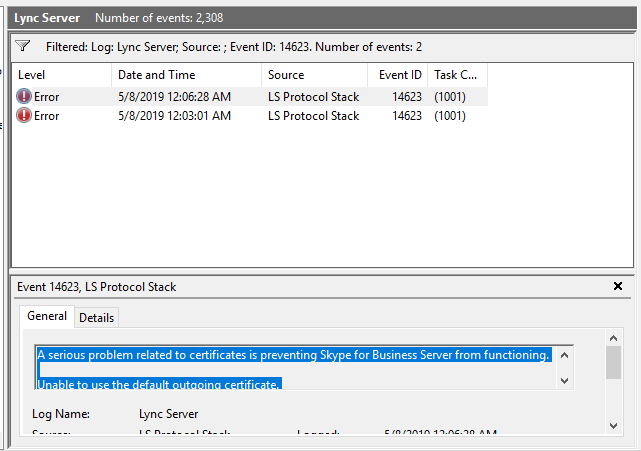 Lync Server Number of events: 2,308
Filtered: Log: Lync Server; Source: ; Event ID: 14623. Number of events: 2
Level Date and Time Source Event ID Task C...
Error 5/8/2019 12:06:28 AM LS Protocol Stack 14623 (1001)
Error 5/8/2019 12:03:01 AM LS Protocol Stack 14623 (1001)
Event 14623, LS Protocol Stack
General Details
A serious problem related to certificates is preventing Skype for Business Server from functioning.
Unable to use the default outgoing certificate.
Log Name: Lync Server
Source: LS Protocol Stack Logged: 5/8/2019 12:06:28 AM